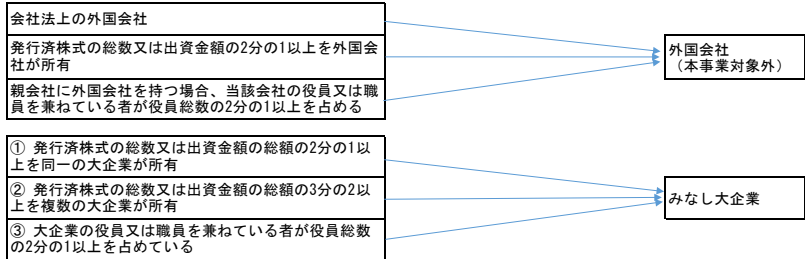 会社法上の外国会社
発行済株式の総数又は出資金額の2分の1以上を外国会
社が所有
親会社に外国会社を持つ場合、当該会社の役員又は職
員を兼ねている者が役員総数の2分の1以上を占める
外国会社
（本事業対象外）
① 発行済株式の総数又は出資金額の総額の2分の1以
上を同一の大企業が所有
② 発行済株式の総数又は出資金額の総額の3分の2以
上を複数の大企業が所有
③ 大企業の役員又は職員を兼ねている者が役員総数
の2分の1以上を占めている
みなし大企業